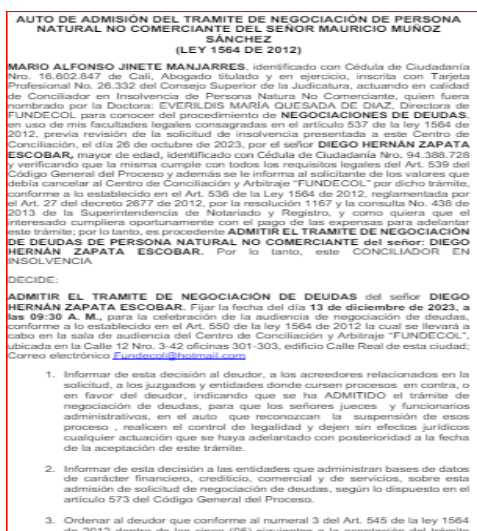 AUTO DE ADMISIÓN DEL TRAMITE DE NEGOCIACIÓN DE PERSONA
NATURAL NO COMERCIANTE DEL SEÑOR MAURICIO MUÑOZ
SÁNCHEZ
(LEY 1564 DE 2012)
MARIO ALFONSO JINETE MANJARRES, identificado con Cédula de Ciudadanía
Nro. 16.602.847 de Cali, Abogado titulado y en ejercicio, inscrita con Tarjeta
Profesional No. 26.332 del Consejo Superior de la Judicatura, actuando en calidad
de Conciliador en Insolvencia de Persona Natural No Comerciante, quien fuera
nombrado por la Doctora: EVERILDIS MARÍA QUESADA DE DIAZ, Directora de
FUNDECOL para conocer del procedimiento de NEGOCIACIONES DE DEUDAS,
en uso de mis facultades legales consagradas en el artículo 537 de la ley 1564 de
2012, previa revisión de la solicitud de insolvencia presentada a este Centro de
Conciliación, el día 26 de octubre de 2023, por el señor DIEGO HERNÁN ZAPATA
ESCOBAR, mayor de edad, identificado con Cédula de Ciudadanía Nro. 94.388.728
y verificando que la misma cumple con todos los requisitos legales del Art. 539 del
Código General del Proceso y además se le informa al solicitante de los valores que
debía cancelar al Centro de Conciliación y Arbitraje "FUNDECOL" por dicho trámite,
conforme a lo establecido en el Art. 536 de la Ley 1564 de 2012, reglamentada por
el Art. 27 del decreto 2677 de 2012, por la resolución 1167 y la consulta No. 438 de
2013 de la Superintendencia de Notariado y Registro, y como quiera que el
interesado cumpliera oportunamente con el pago de las expensas para adelantar
este trámite; por lo tanto, es procedente ADMITIR EL TRAMITE DE NEGOCIACIÓN
DE DEUDAS DE PERSONA NATURAL NO COMERCIANTE del señor: DIEGO
HERNÁN ZAPATA ESCOBAR. Por lo tanto, este CONCILIADOR EN
INSOLVENCIA
DECIDE:
ADMITIR EL TRAMITE DE NEGOCIACIÓN DE DEUDAS del señor DIEGO
HERNÁN ZAPATA ESCOBAR. Fijar la fecha del día 13 de diciembre de 2023, a
las 09:30 A. M., para la celebración de la audiencia de negociación de deudas,
conforme a lo establecido en el Art. 550 de la ley 1564 de 2012 la cual se llevará a
cabo en la sala de audiencia del Centro de Conciliación y Arbitraje "FUNDECOL",
ubicada en la Calle 12 Nro. 3-42 oficinas 301-303, edificio Calle Real de esta ciudad;
Correo electrónico Fundecol@hotmail.com
1. Informar de esta decisión al deudor, a los acreedores relacionados en la
solicitud, a los juzgados y entidades donde cursen procesos en contra, o
en favor del deudor, indicando que se ha ADMITIDO el trámite de
negociación de deudas, para que los señores jueces y funcionarios
administrativos, en el auto que reconozcan la suspensión de esos
proceso , realicen el control de legalidad y dejen sin efectos jurídicos
cualquier actuación que se haya adelantado con posterioridad a la fecha
de la aceptación de este trámite.
2. Informar de esta decisión a las entidades que administran bases de datos
de carácter financiero, crediticio, comercial y de servicios, sobre esta
admisión de solicitud de negociación de deudas, según lo dispuesto en el
artículo 573 del Código General del Proceso.
3. Ordenar al deudor que conforme al numeral 3 del Art. 545 de la ley 1564
de 2012 dentro de los cinco (05) siguientes a la aceptación del trámite